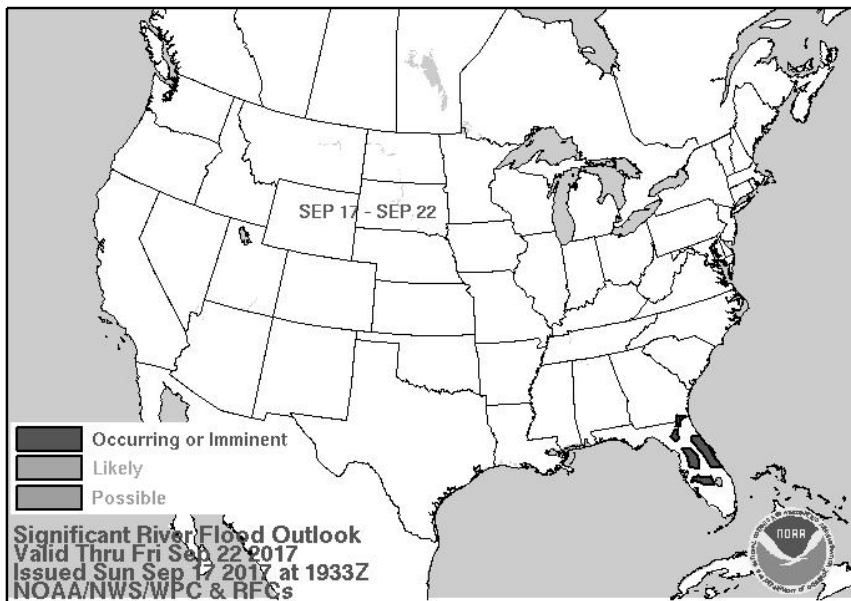 SEP 17 - SEP 22
Occurring or Imminent
Likely
Possible
Significant River Flood Outlook
Valid Thru Fri Sep 22 2017
Issued Sun Sep 17 2017 at 1933Z
NOAA/NWS/WPC & RFCs
NOAA